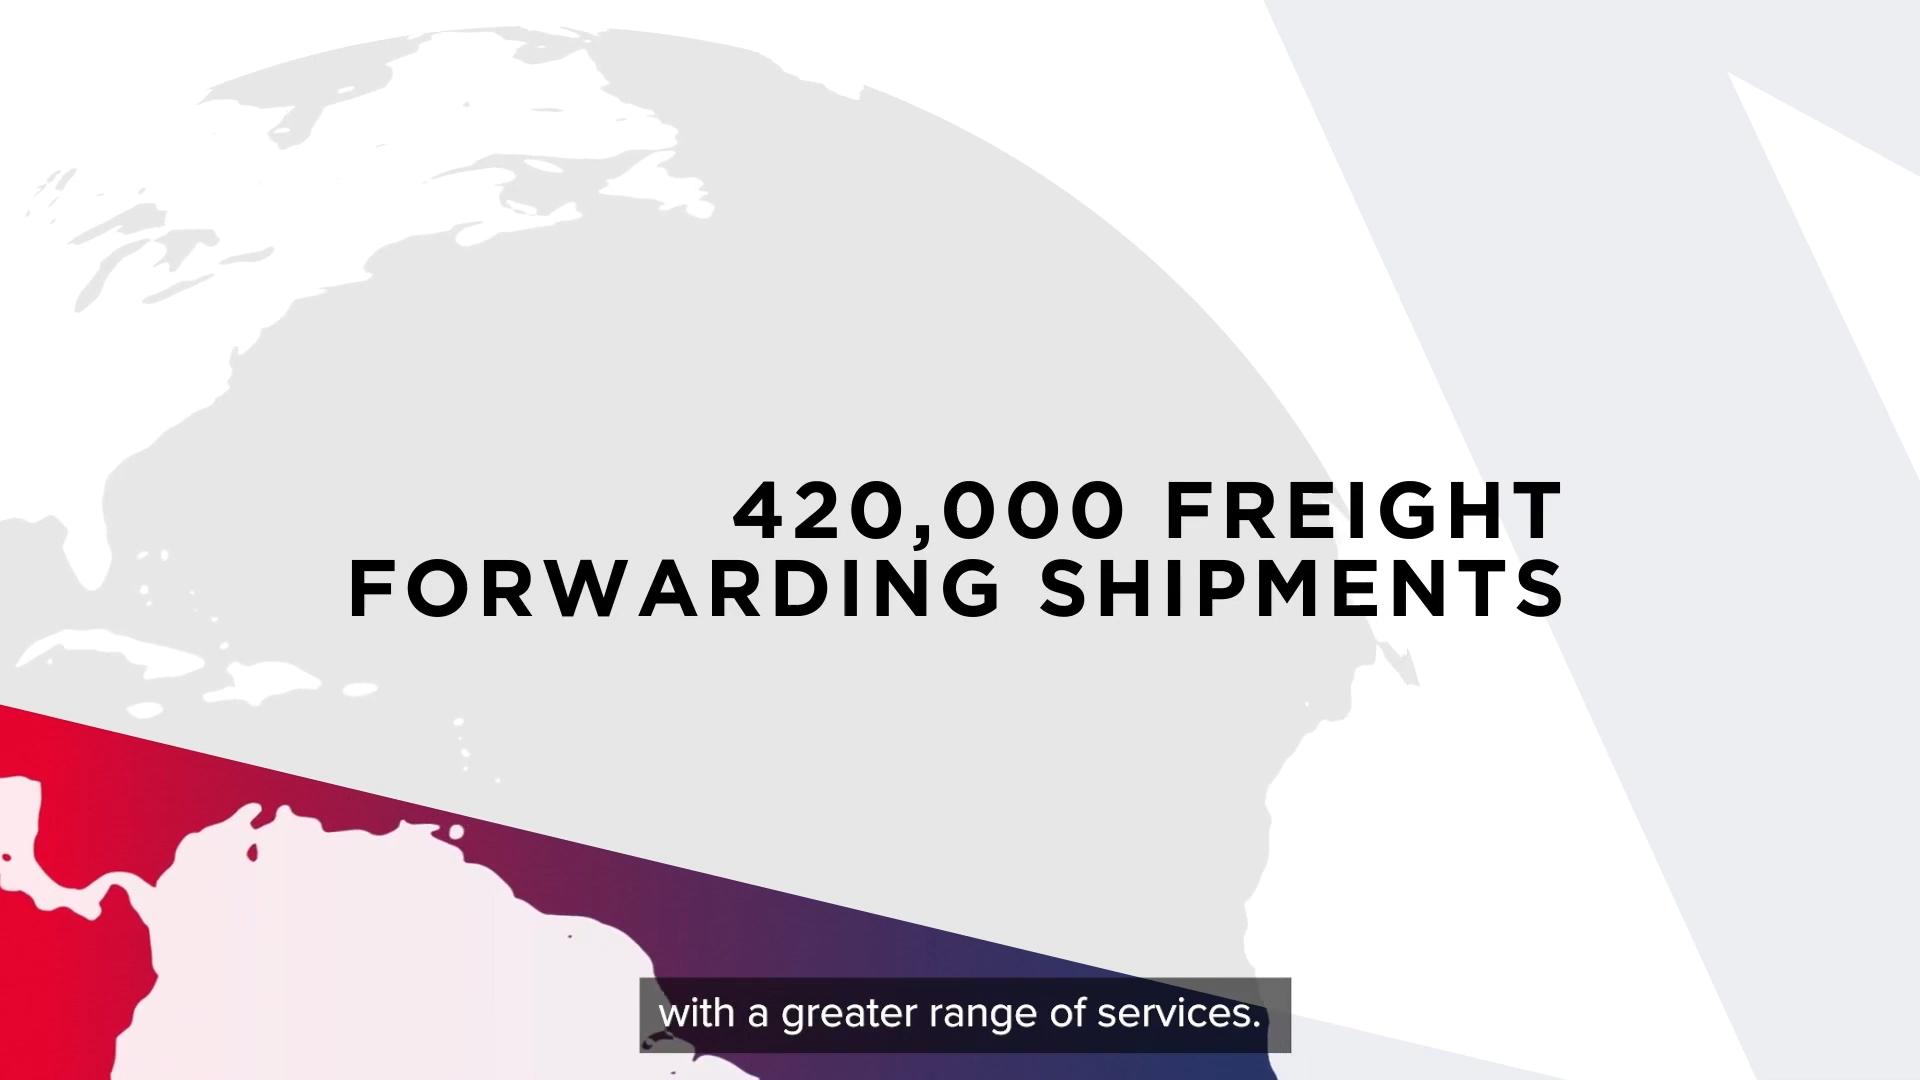 420,000 FREIGHT
FORWARDING SHIPMENTS
with a greater range of services.